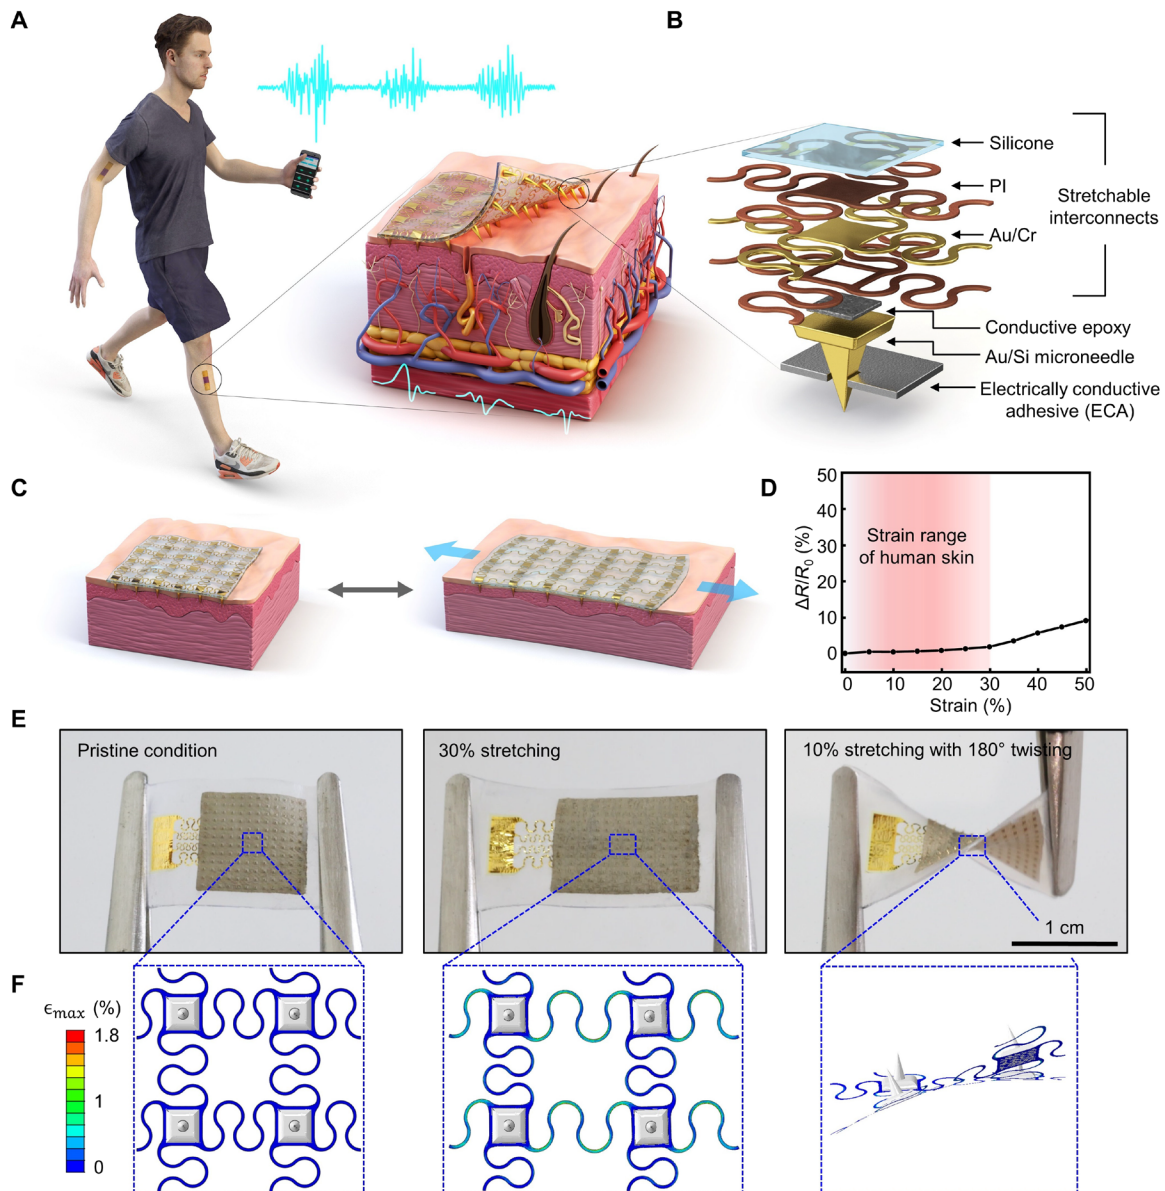 A
B
Silicone
PI
Stretchable
interconnects
Au/Cr
Conductive epoxy
Au/Si microneedle
Electrically conductive
adhesive (ECA)
C
D
50
40
30
20
10
0
ΔR/R0 (%)
Strain range
of human skin
0 10 20 30 40 50
Strain (%)
E
Pristine condition
30% stretching
10% stretching with 180° twisting
1 cm
F
ϵmax (%)
1.8
1
0